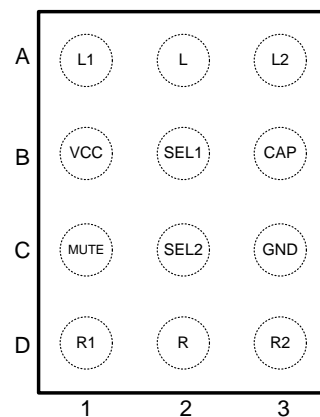 A L1 L L2
B VCC SEL1 CAP
C MUTE SEL2 GND
D R1 R R2
1 2 3